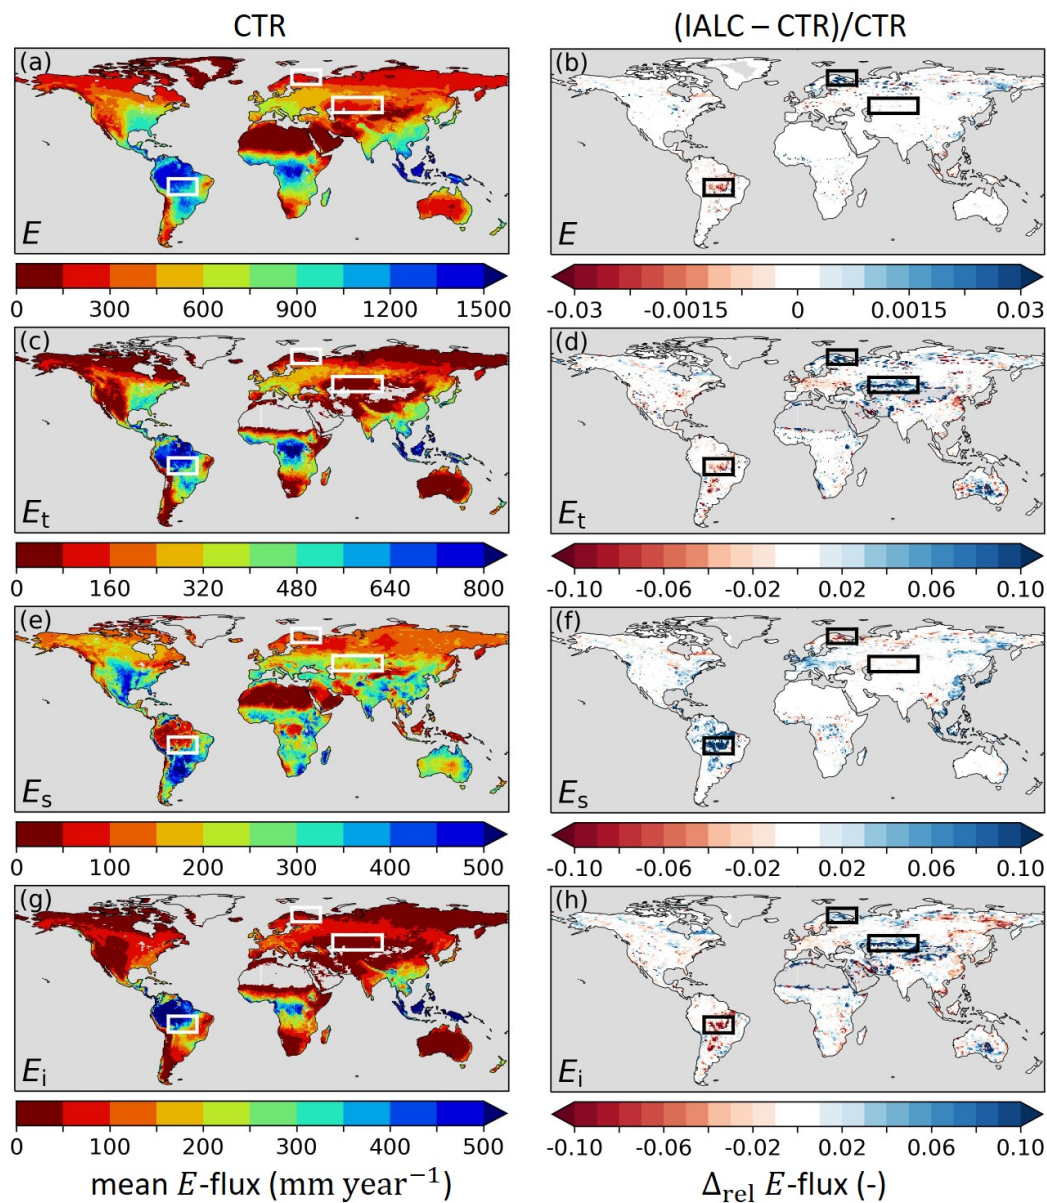 CTR (IALC – CTR)/CTR
(a) (b)
E E
0 300 600 900 1200 1500 -0.03 -0.0015 0 0.0015 0.03
(c) (d)
Et Et
0 160 320 480 640 800 -0.10 -0.06 -0.02 0.02 0.06 0.10
(e) (f)
Es Es
0 100 200 300 400 500 -0.10 -0.06 -0.02 0.02 0.06 0.10
(g) (h)
Ei Ei
0 100 200 300 400 500 -0.10 -0.06 -0.02 0.02 0.06 0.10
mean E-flux (mm year⁻¹) Δrel E-flux (-)